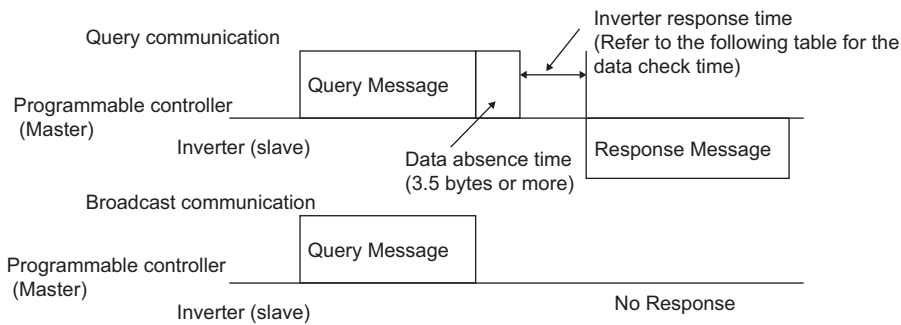 Query communication
Inverter response time
(Refer to the following table for the
data check time)
Query Message
Programmable controller
(Master)
Inverter (slave)
Data absence time
(3.5 bytes or more)
Response Message
Broadcast communication
Query Message
Programmable controller
(Master)
Inverter (slave)
No Response